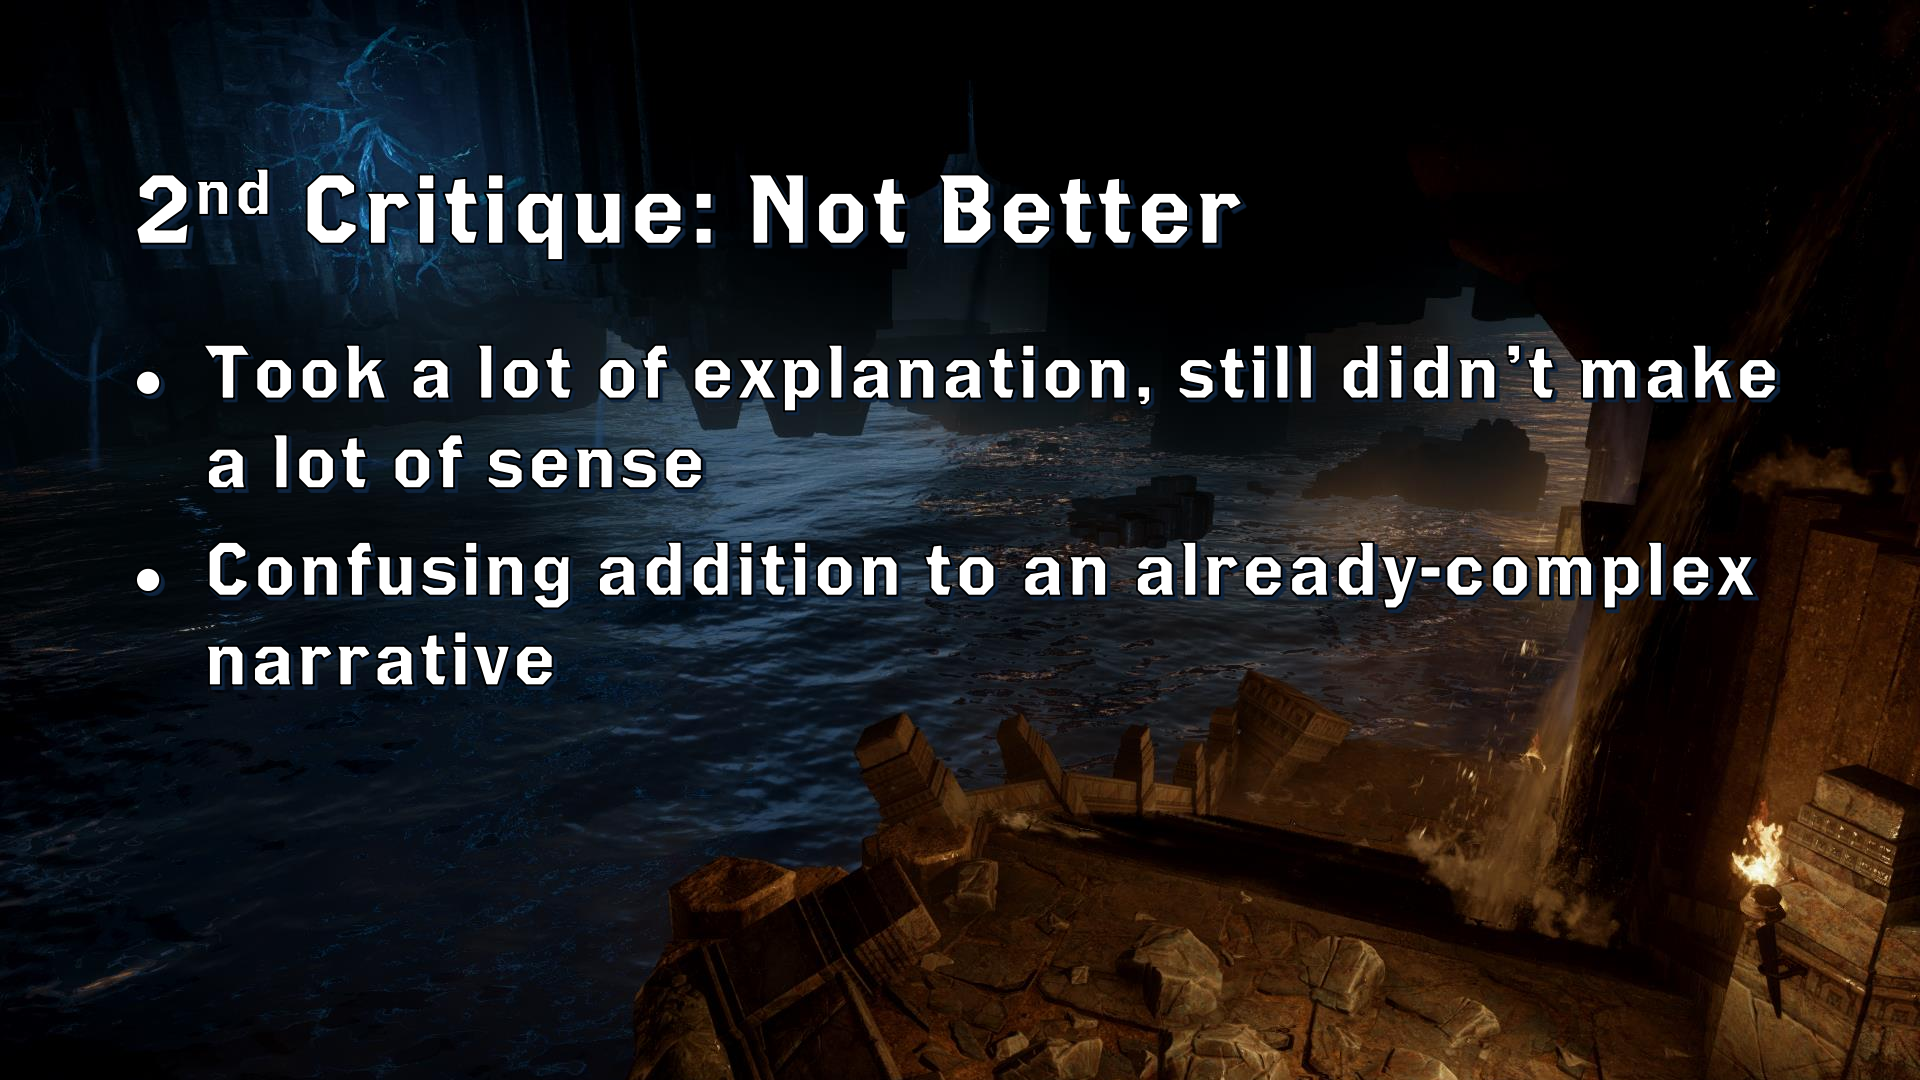 2nd Critique: Not Better
• Took a lot of explanation, still didn’t make
a lot of sense
• Confusing addition to an already-complex
narrative